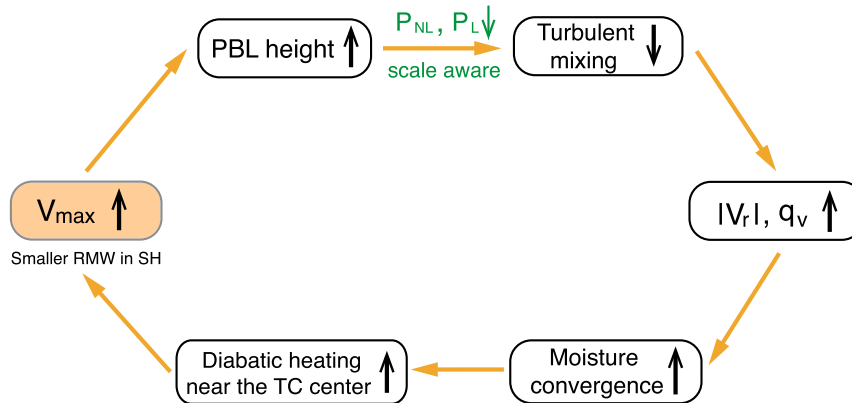 PBL height
P_NL, P_L
scale aware
Turbulent
mixing
|V_r|, q_v
Moisture
convergence
Diabatic heating
near the TC center
V_max
Smaller RMW in SH